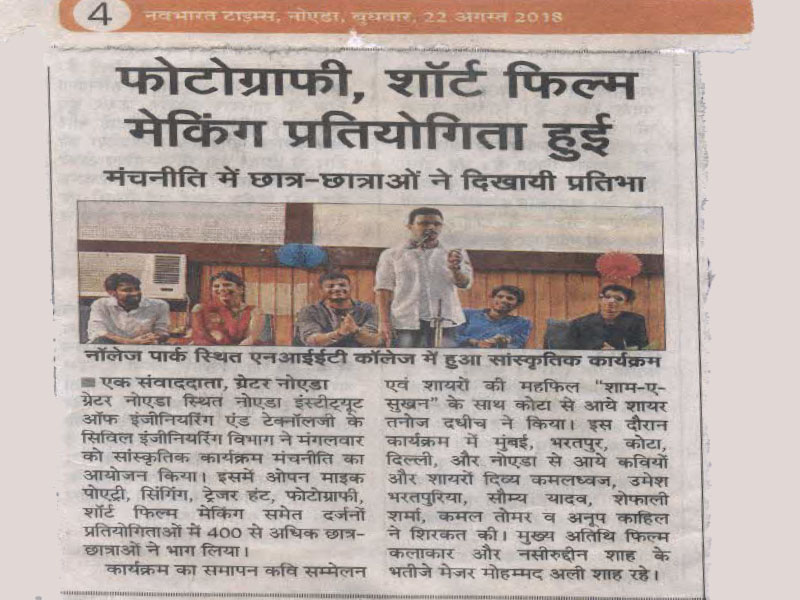 4
नवभारत टाइम्स, नोएडा, बुधवार, 22 अगस्त 2018
फोटोग्राफी, शॉर्ट फिल्म
मेकिंग प्रतियोगिता हुई
मंचनीति में छात्र-छात्राओं ने दिखायी प्रतिभा
नॉलेज पार्क स्थित एनआईईटी कॉलेज में हुआ सांस्कृतिक कार्यक्रम
■ एक संवाददाता, ग्रेटर नोएडा
ग्रेटर नोएडा स्थित नोएडा इंस्टीट्यूट
ऑफ इंजीनियरिंग एंड टेक्नॉलजी के
सिविल इंजीनियरिंग विभाग ने मंगलवार
को सांस्कृतिक कार्यक्रम मंचनीति का
आयोजन किया। इसमें ओपन माइक
पोएट्री, सिंगिंग, ट्रेजर हंट, फोटोग्राफी,
शॉर्ट फिल्म मेकिंग समेत दर्जनों
प्रतियोगिताओं में 400 से अधिक छात्र-
छात्राओं ने भाग लिया।
कार्यक्रम का समापन कवि सम्मेलन
एवं शायरों की महफिल "शाम-ए-
सुखन" के साथ कोटा से आये शायर
तनोज दधीच ने किया। इस दौरान
कार्यक्रम में मुंबई, भरतपुर, कोटा,
दिल्ली, और नोएडा से आये कवियों
और शायरों दिव्य कमलध्वज, उमेश
भरतपुरिया, सौम्य यादव, शेफाली
शर्मा, कमल तोमर व अनूप काहिल
ने शिरकत की। मुख्य अतिथि फिल्म
कलाकार और नसीरुद्दीन शाह के
भतीजे मेजर मोहम्मद अली शाह रहे।